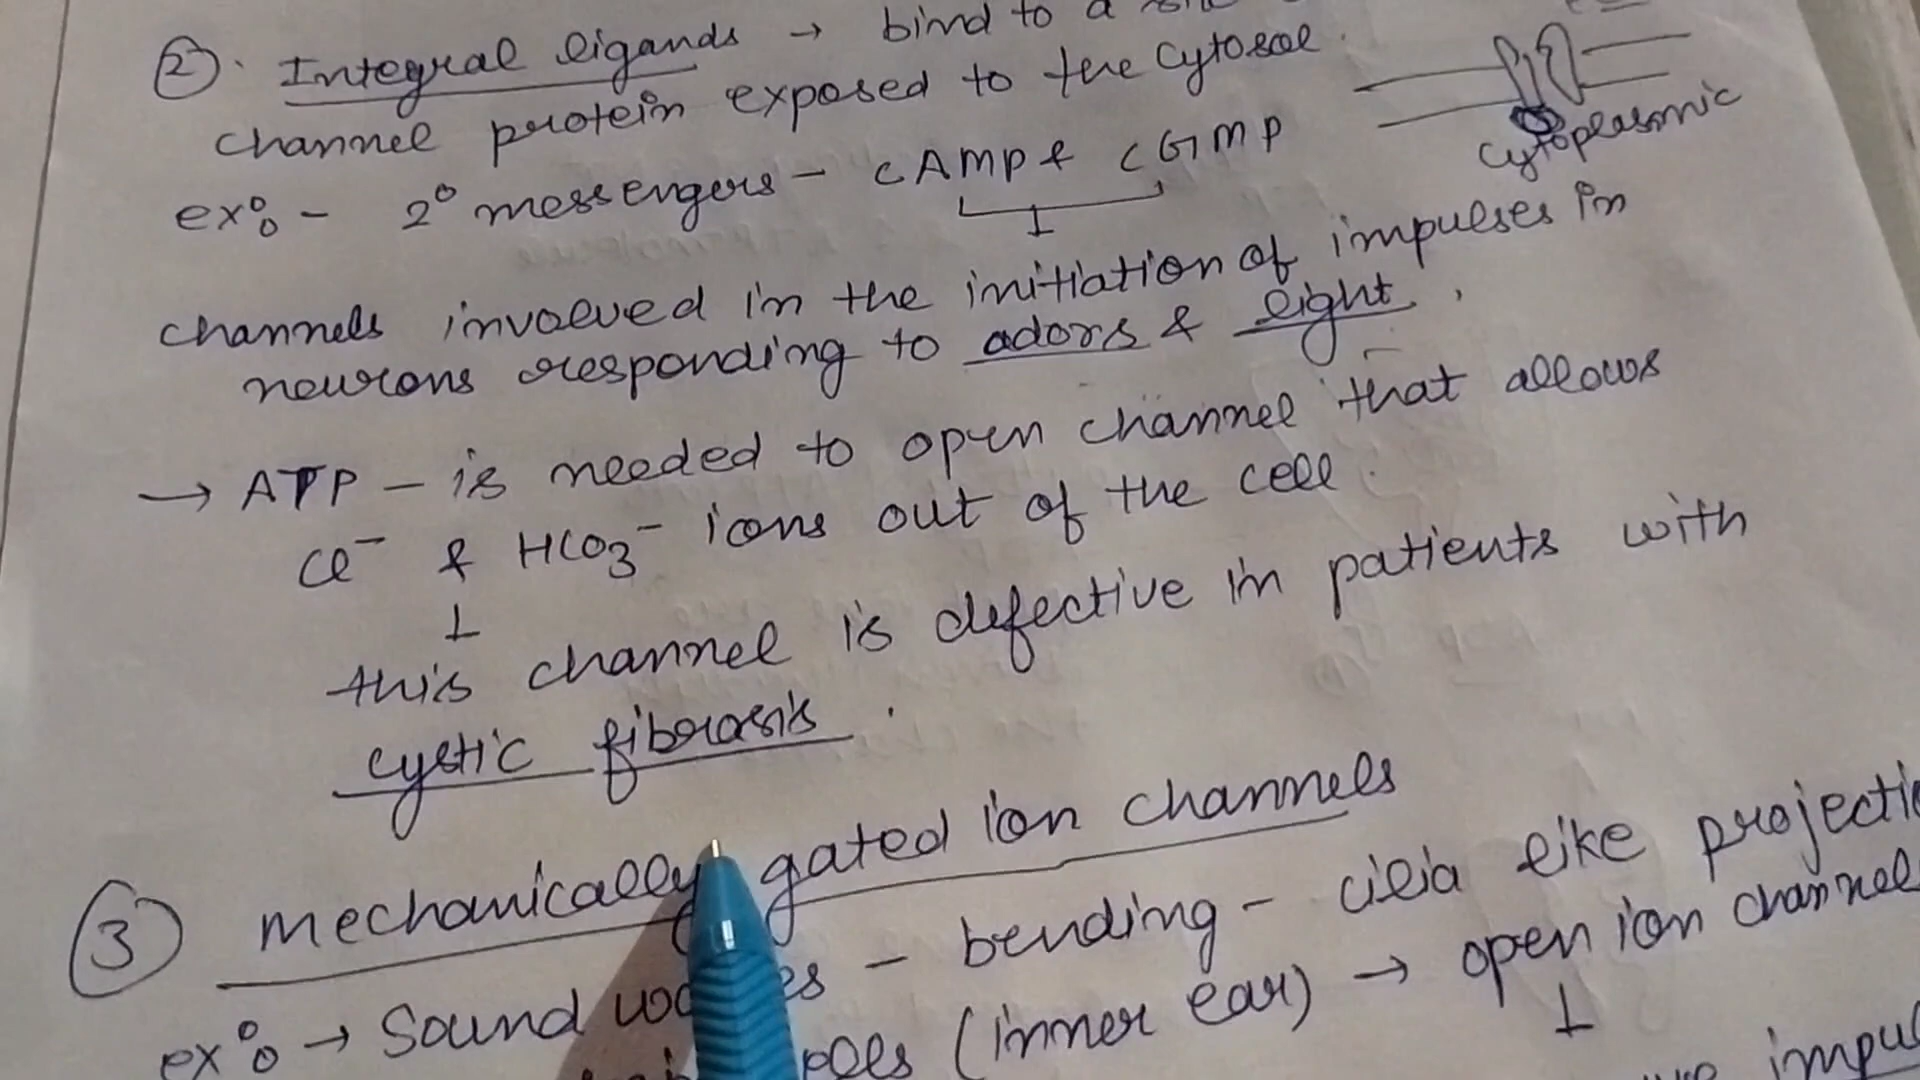 ② Integral ligands → bind to a
channel protein exposed to the cytosol.
cytoplasmic
ex:- 2° messengers - cAMP & cGMP
channels involved in the initiation of impulses in
neurons responding to adors & light.
→ ATP - is needed to open channel that allows
Cl⁻ & HCO3⁻ ions out of the cell.
this channel is defective in patients with
cystic fibrosis.
③ mechanically gated ion channels
ex: → Sound - bending - cilia like
(inner ear) → open ion channel